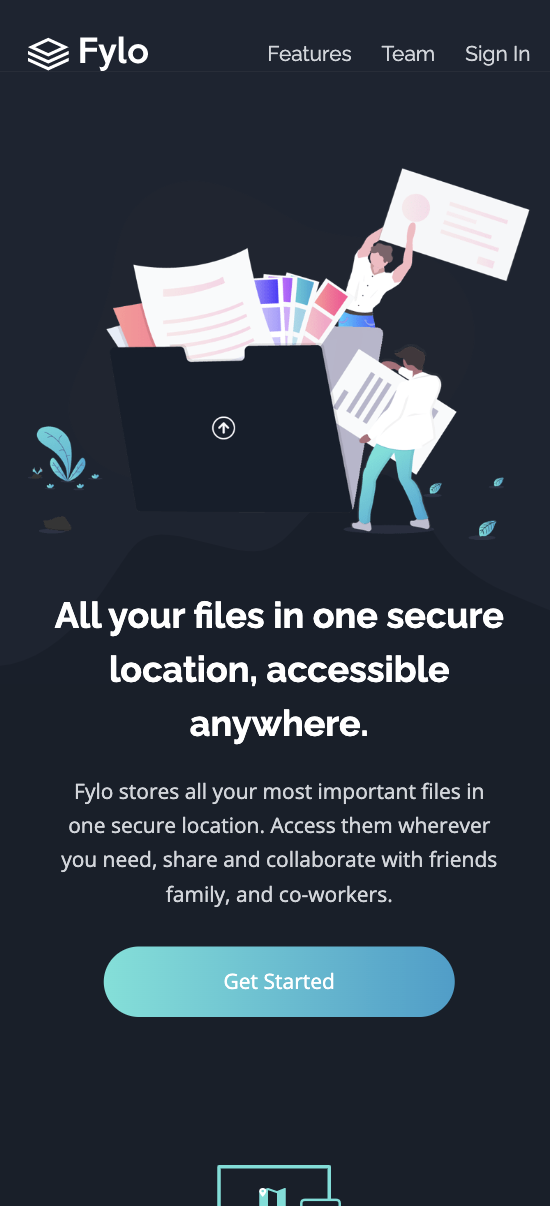 Fylo
Features Team Sign In
All your files in one secure
location, accessible
anywhere.
Fylo stores all your most important files in
one secure location. Access them wherever
you need, share and collaborate with friends
family, and co-workers.
Get Started